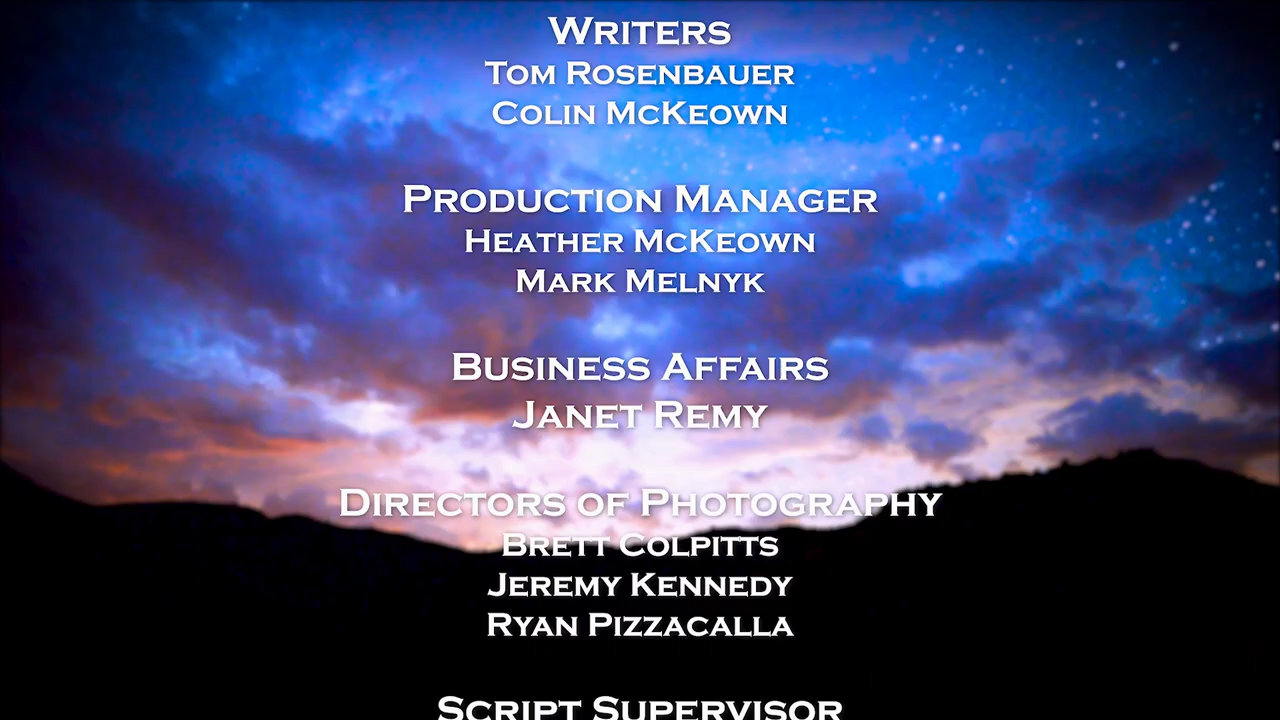 Writers
Tom Rosenbauer
Colin McKeown
Production Manager
Heather McKeown
Mark Melnyk
Business Affairs
Janet Remy
Directors of Photography
Brett Colpitts
Jeremy Kennedy
Ryan Pizzacalla
Script Supervisor